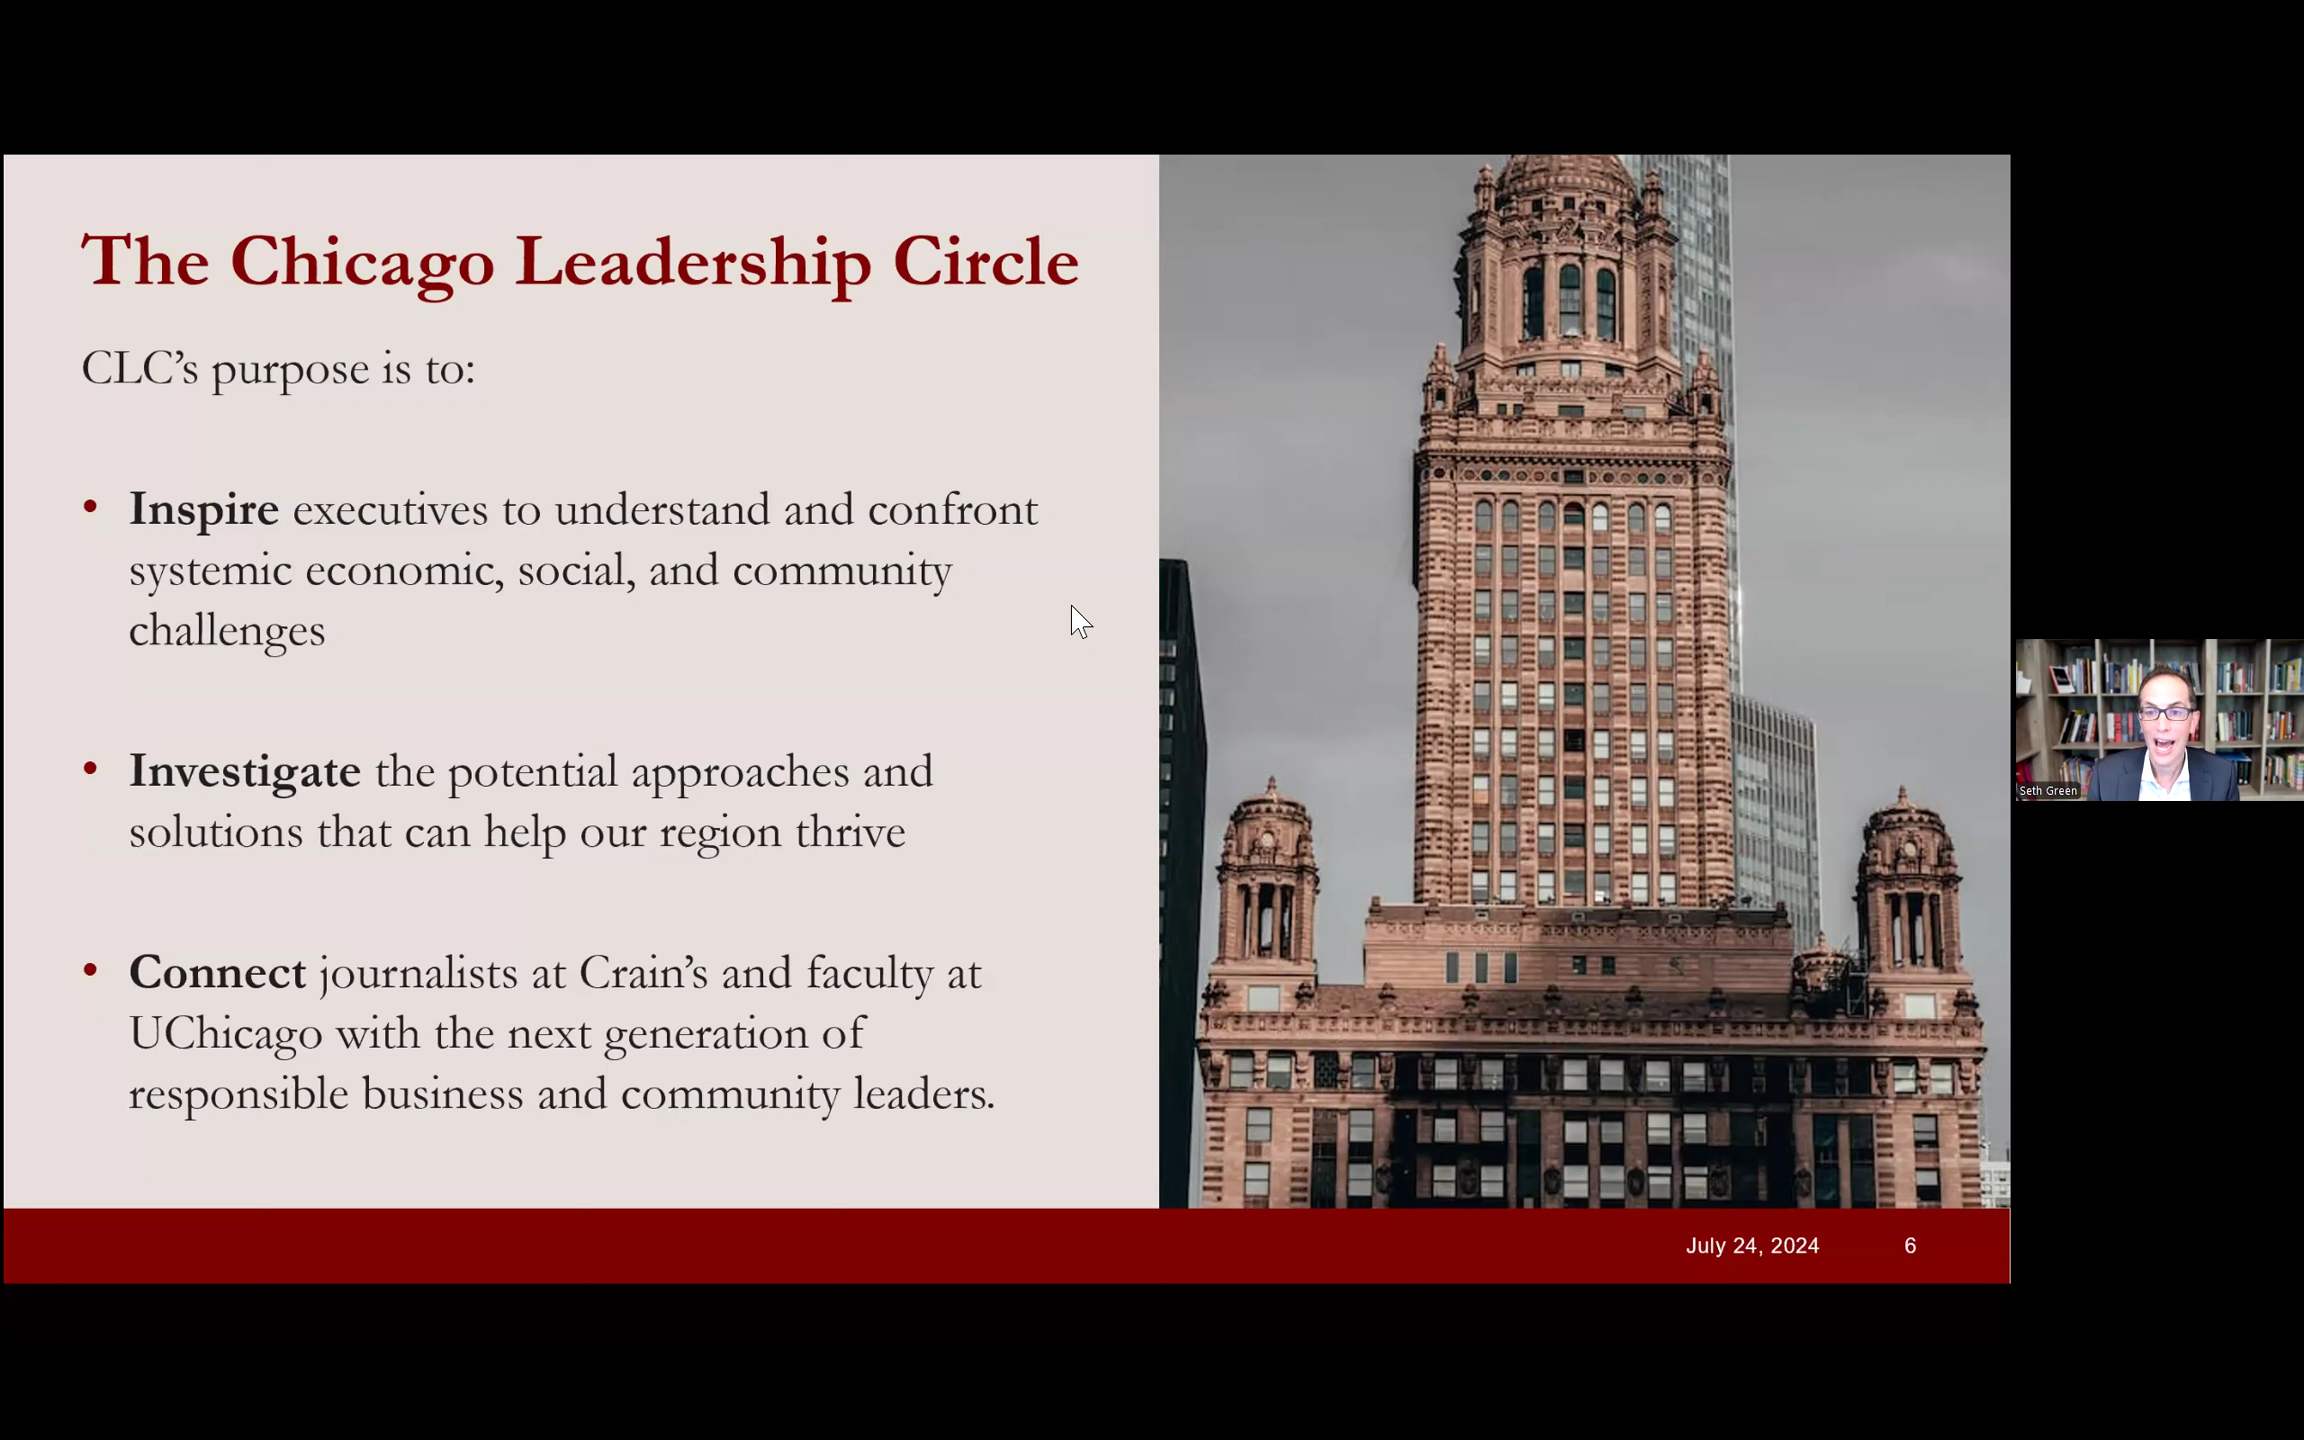 The Chicago Leadership Circle
CLC’s purpose is to:
• Inspire executives to understand and confront
systemic economic, social, and community
challenges
• Investigate the potential approaches and
solutions that can help our region thrive
• Connect journalists at Crain’s and faculty at
UChicago with the next generation of
responsible business and community leaders.
July 24, 2024 6
Seth Green